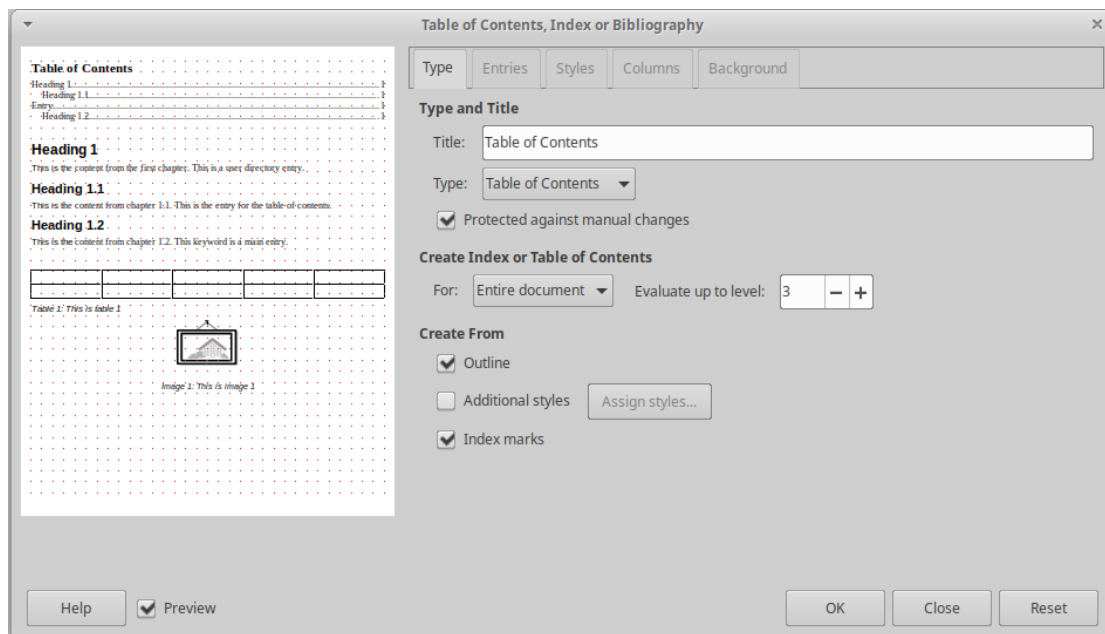 Table of Contents, Index or Bibliography
Table of Contents
Heading 1 1
Heading 1.1 1
Entry 1
Heading 1.2 1
Heading 1
This is the content from the first chapter. This is a user directory entry.
Heading 1.1
This is the content from chapter 1.1. This is the entry for the table of contents.
Heading 1.2
This is the content from chapter 1.2. This keyword is a main entry.
Table 1: This is table 1
Image 1: This is image 1
Type Entries Styles Columns Background
Type and Title
Title: Table of Contents
Type: Table of Contents
Protected against manual changes
Create Index or Table of Contents
For: Entire document Evaluate up to level: 3
Create From
Outline
Additional styles Assign styles...
Index marks
Help Preview OK Close Reset